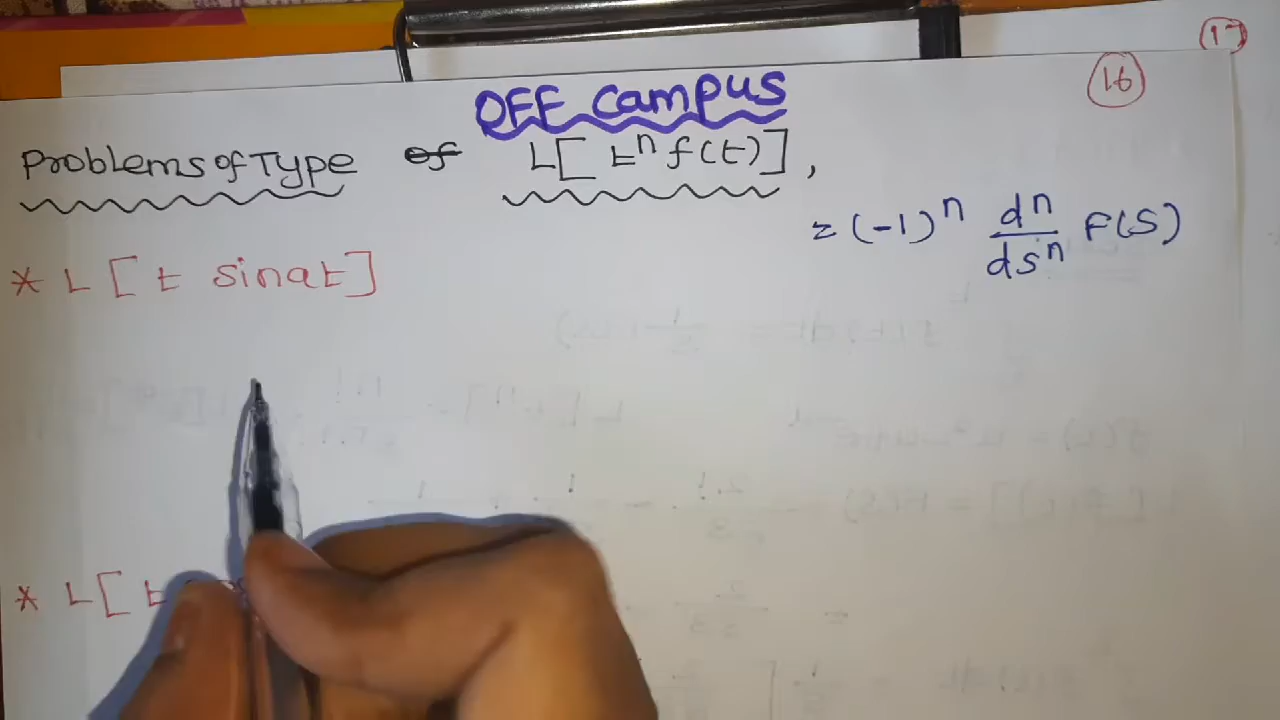 17
16
OFF campus
Problems of Type of L[ t^n f(t)],
= (-1)^n d^n/ds^n F(S)
* L[ t sinat]
* L[ t